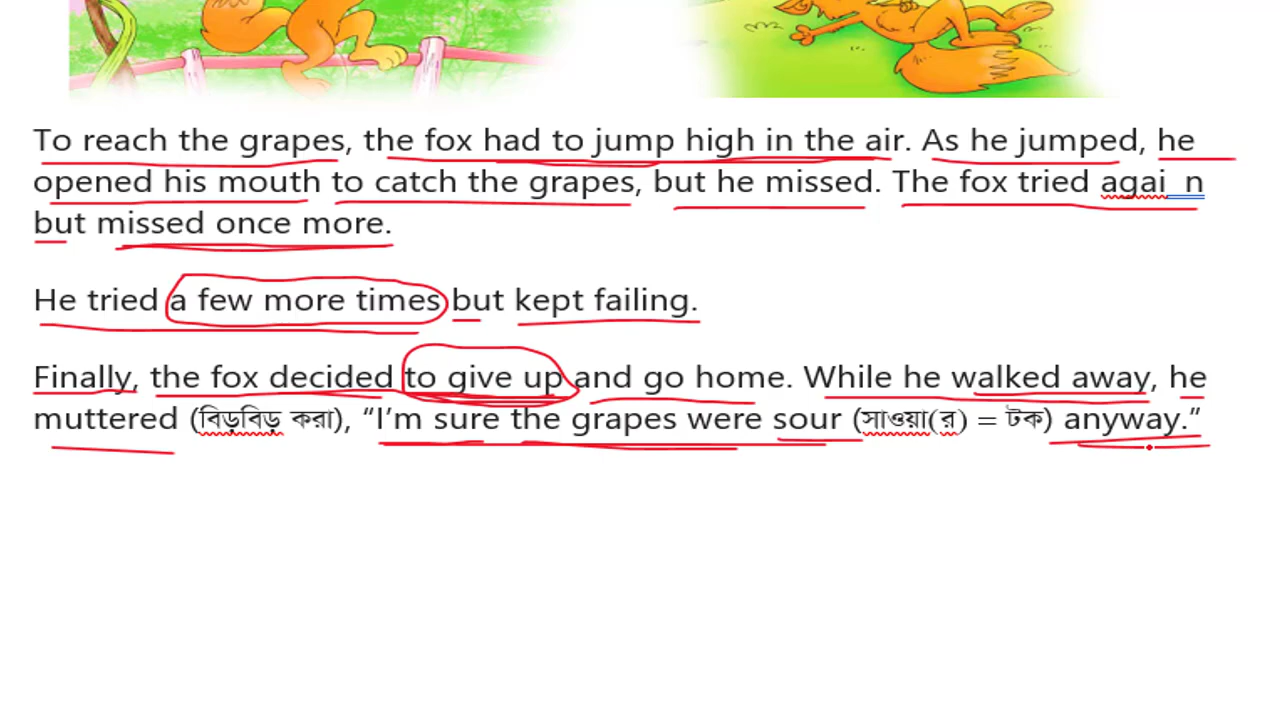 To reach the grapes, the fox had to jump high in the air. As he jumped, he
opened his mouth to catch the grapes, but he missed. The fox tried agai n
but missed once more.
He tried a few more times but kept failing.
Finally, the fox decided to give up and go home. While he walked away, he
muttered (বিড়বিড় করা), “I’m sure the grapes were sour (সাওয়া(র) = টক) anyway.”